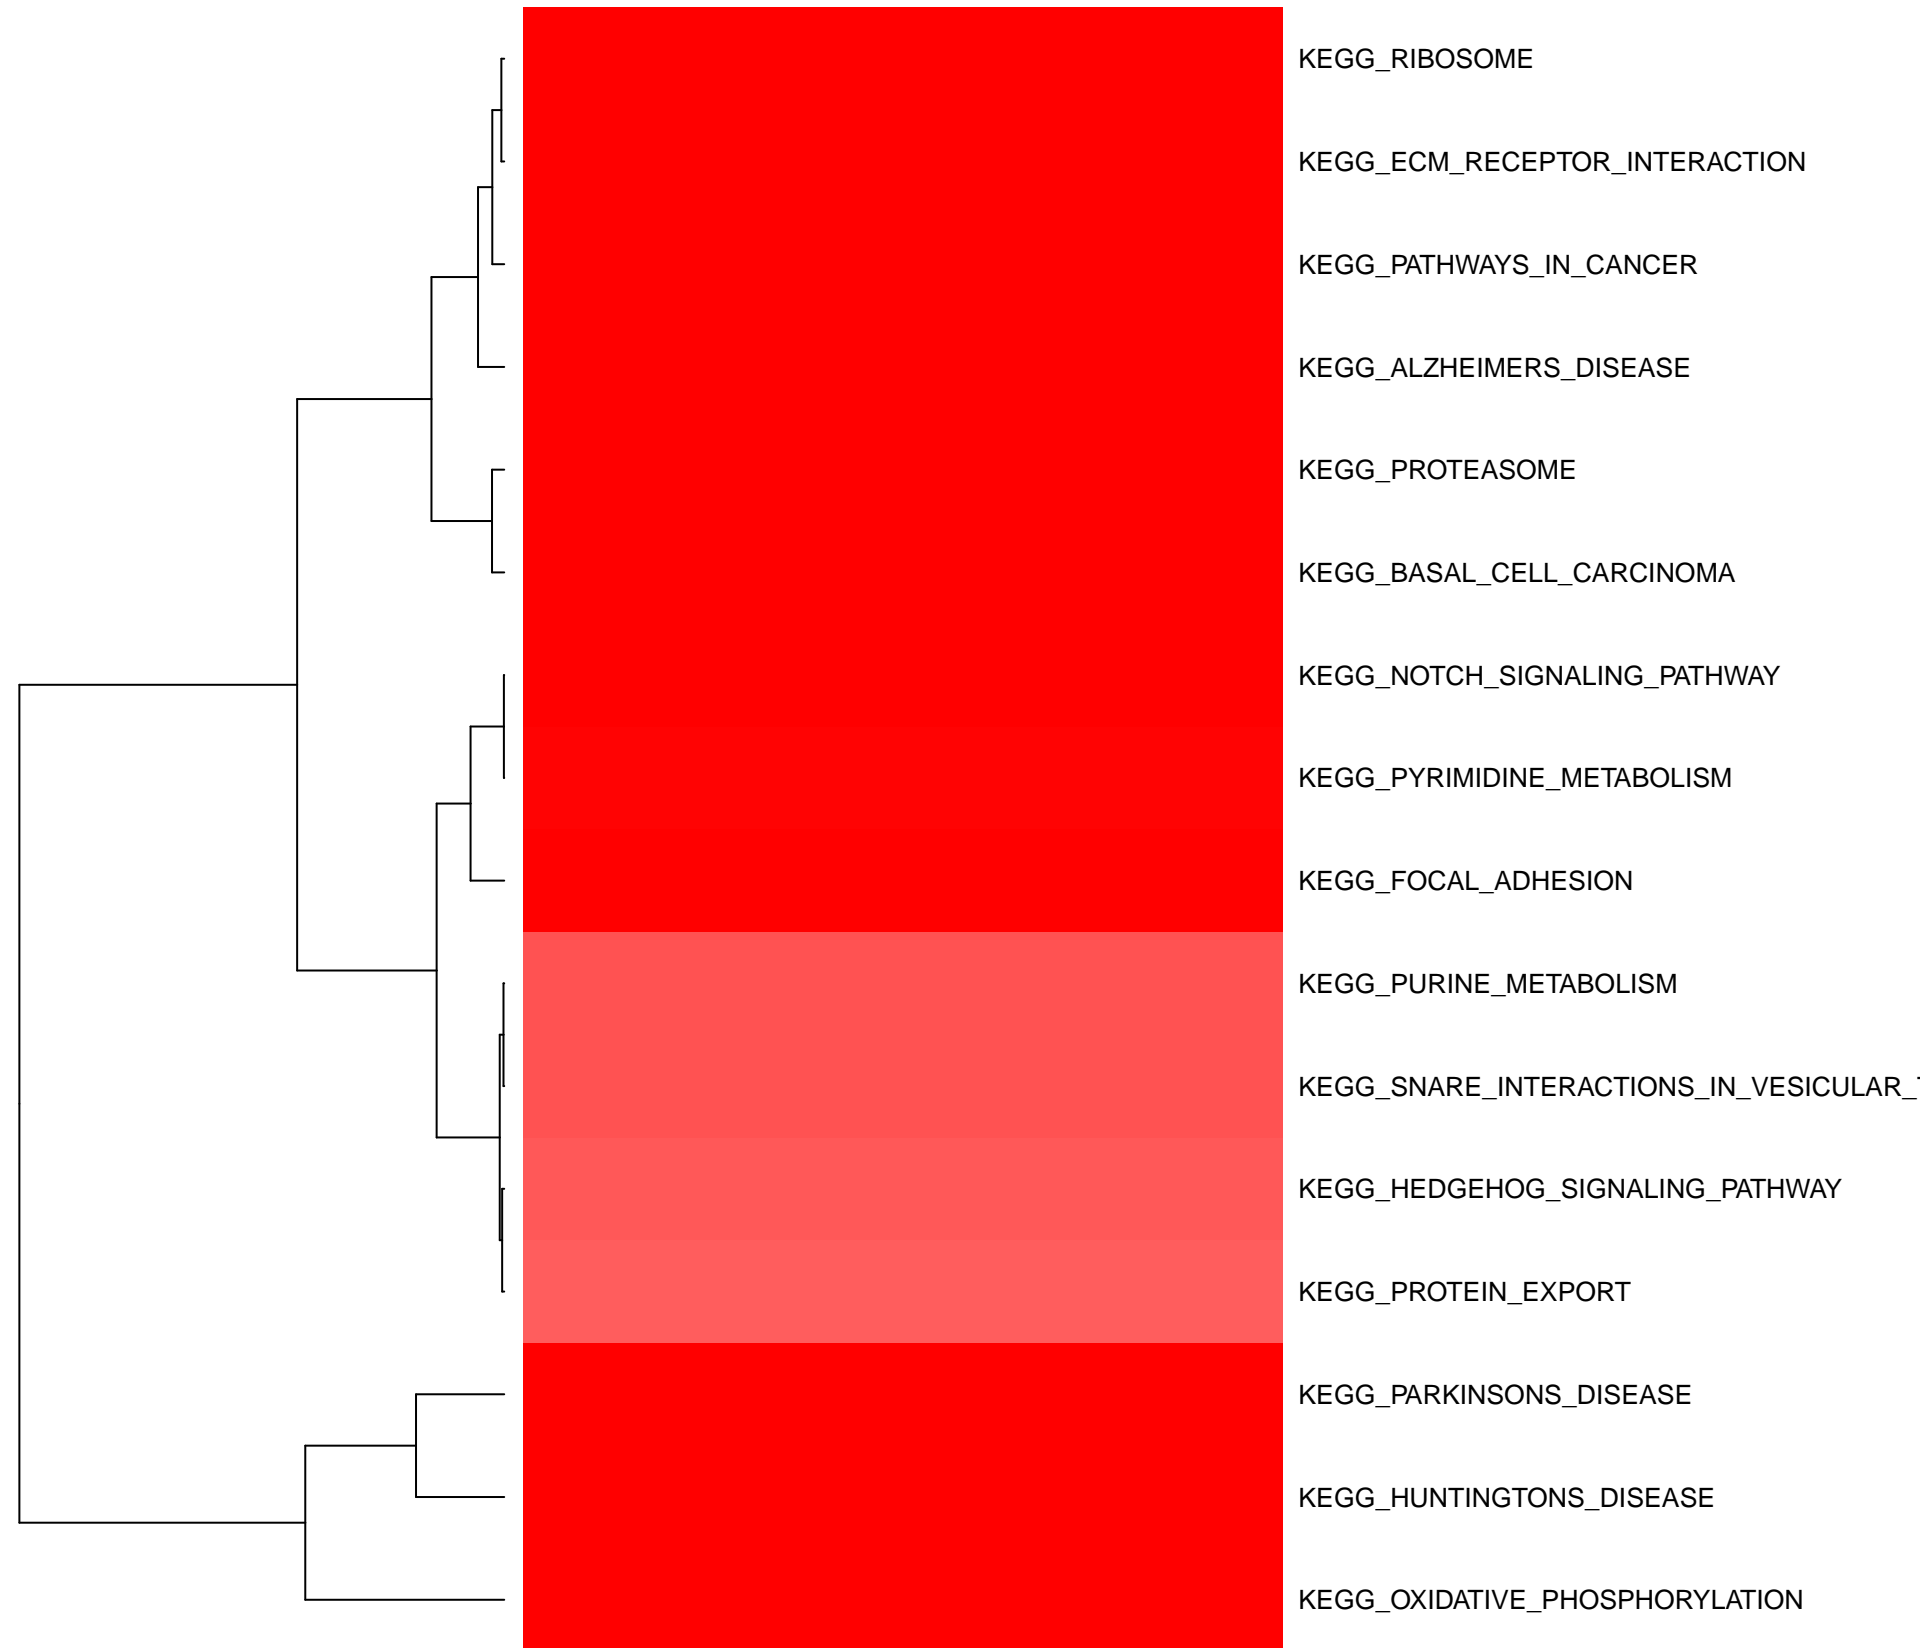 KEGG_RIBOSOME
KEGG_ECM_RECEPTOR_INTERACTION
KEGG_PATHWAYS_IN_CANCER
KEGG_ALZHEIMERS_DISEASE
KEGG_PROTEASOME
KEGG_BASAL_CELL_CARCINOMA
KEGG_NOTCH_SIGNALING_PATHWAY
KEGG_PYRIMIDINE_METABOLISM
KEGG_FOCAL_ADHESION
KEGG_PURINE_METABOLISM
KEGG_SNARE_INTERACTIONS_IN_VESICULAR_
KEGG_HEDGEHOG_SIGNALING_PATHWAY
KEGG_PROTEIN_EXPORT
KEGG_PARKINSONS_DISEASE
KEGG_HUNTINGTONS_DISEASE
KEGG_OXIDATIVE_PHOSPHORYLATION